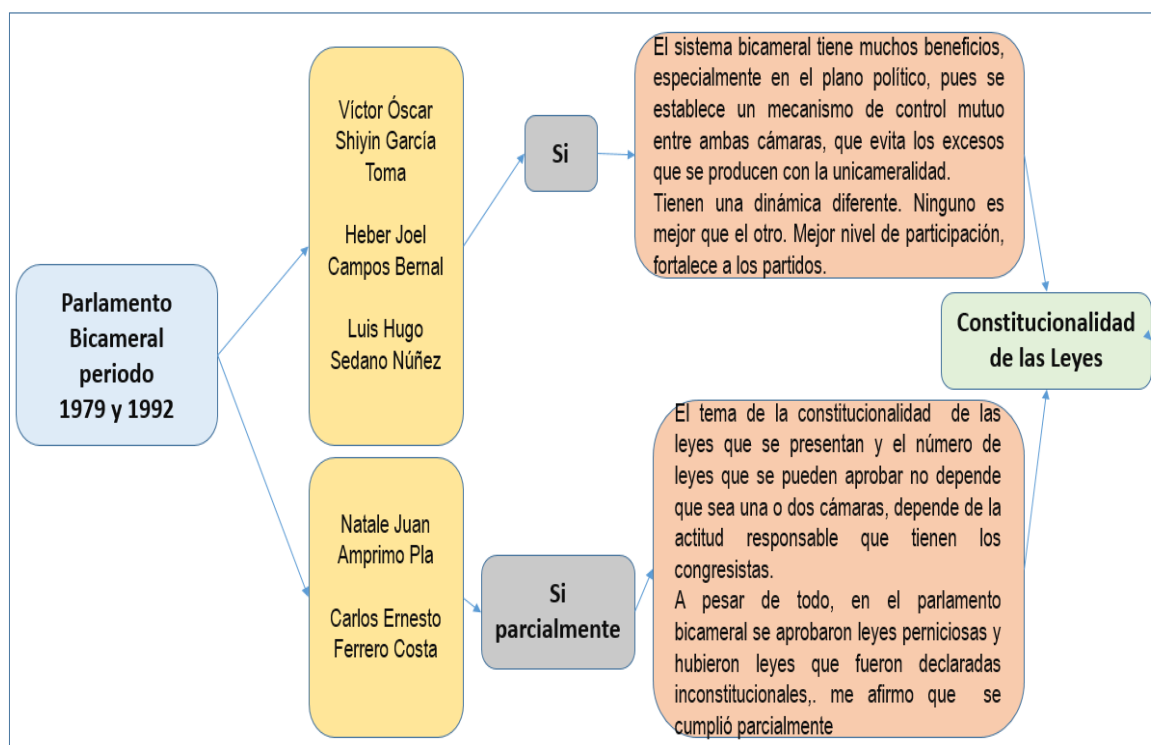 Parlamento
Bicameral
periodo
1979 y 1992
Víctor Óscar
Shiyin García
Toma
Heber Joel
Campos Bernal
Luis Hugo
Sedano Núñez
Si
El sistema bicameral tiene muchos beneficios,
especialmente en el plano político, pues se
establece un mecanismo de control mutuo
entre ambas cámaras, que evita los excesos
que se producen con la unicameralidad.
Tienen una dinámica diferente. Ninguno es
mejor que el otro. Mejor nivel de participación,
fortalece a los partidos.
Natale Juan
Amprimo Pla
Carlos Ernesto
Ferrero Costa
Si
parcialmente
El tema de la constitucionalidad de las
leyes que se presentan y el número de
leyes que se pueden aprobar no depende
que sea una o dos cámaras, depende de la
actitud responsable que tienen los
congresistas.
A pesar de todo, en el parlamento
bicameral se aprobaron leyes perniciosas y
hubieron leyes que fueron declaradas
inconstitucionales,. me afirmo que se
cumplió parcialmente
Constitucionalidad
de las Leyes